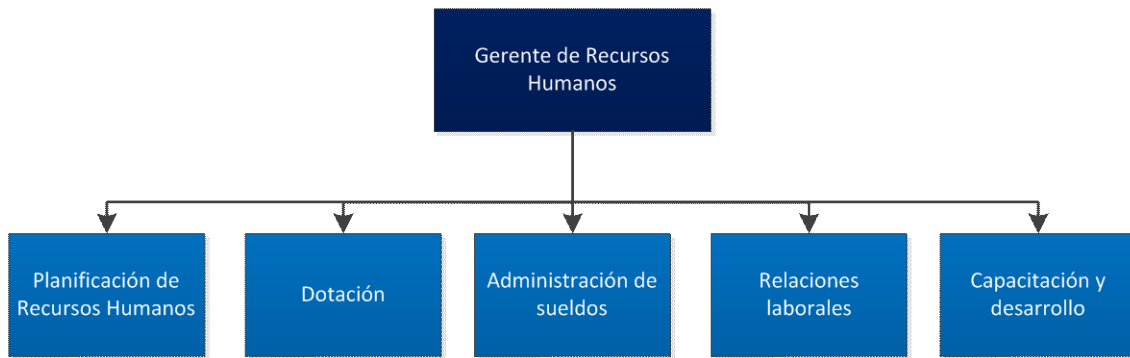 Gerente de Recursos
Humanos
Planificación de
Recursos Humanos
Dotación
Administración de
sueldos
Relaciones
laborales
Capacitación y
desarrollo